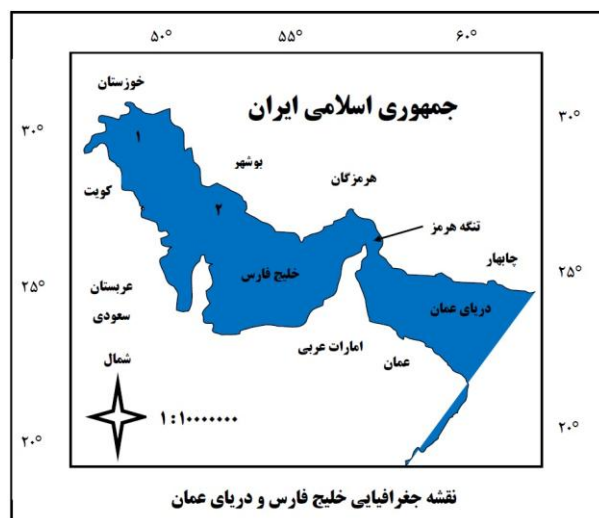 ۵۰° ۵۵° ۶۰°
خوزستان
جمهوری اسلامی ایران
۳۰° ۳۰°
۱
بوشهر
هرمزگان
کویت
۲
تنگه هرمز
چابهار
خلیج فارس
۲۵° ۲۵°
عربستان
سعودی
دریای عمان
امارات عربی
عمان
شمال
۱:۱۰۰۰۰۰۰۰
۲۰° ۲۰°
نقشه جغرافیایی خلیج فارس و دریای عمان